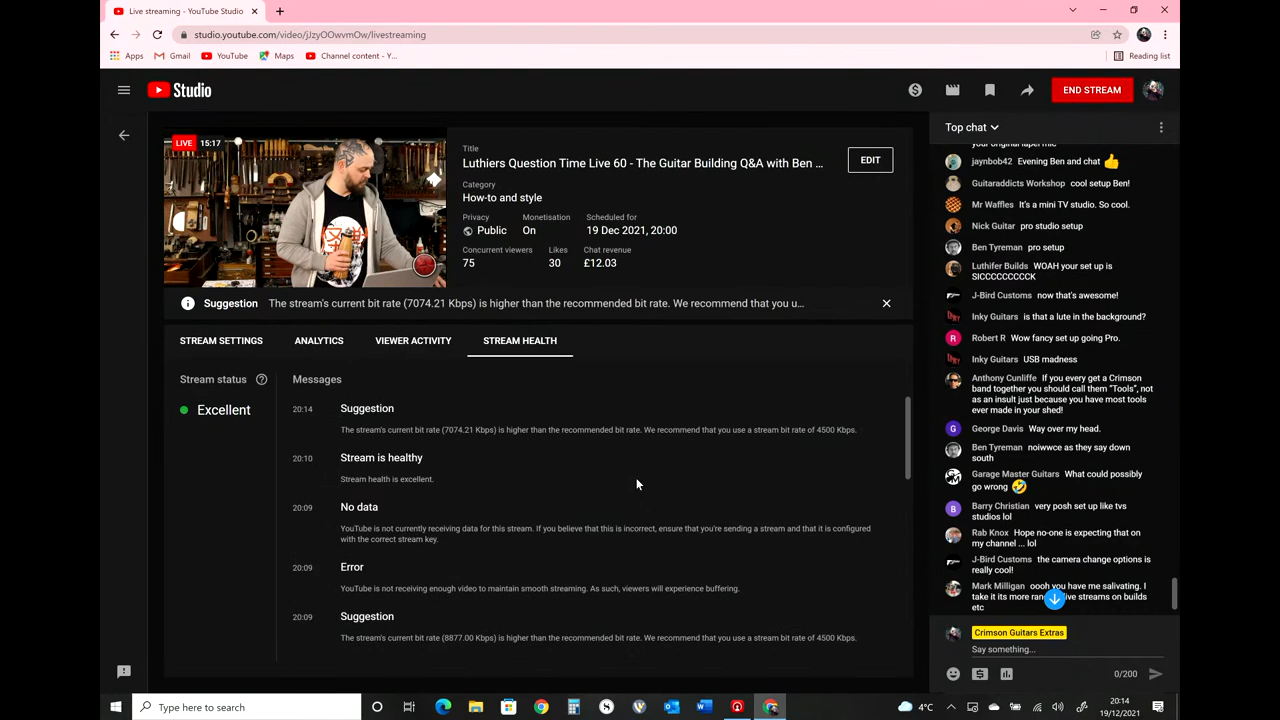 Live streaming - YouTube Studio
studio.youtube.com/video/jJzyOOwvmOw/livestreaming
Apps
Gmail
YouTube
Maps
Channel content - Y...
Reading list
Studio
END STREAM
LIVE 15:17
Title
Luthiers Question Time Live 60 - The Guitar Building Q&A with Ben ...
EDIT
Category
How-to and style
Privacy
Monetisation
Scheduled for
Public
On
19 Dec 2021, 20:00
Concurrent viewers
Likes
Chat revenue
75
30
£12.03
Suggestion The stream's current bit rate (7074.21 Kbps) is higher than the recommended bit rate. We recommend that you u...
STREAM SETTINGS
ANALYTICS
VIEWER ACTIVITY
STREAM HEALTH
Stream status
Excellent
Messages
20:14 Suggestion
The stream's current bit rate (7074.21 Kbps) is higher than the recommended bit rate. We recommend that you use a stream bit rate of 4500 Kbps.
20:10 Stream is healthy
Stream health is excellent.
20:09 No data
YouTube is not currently receiving data for this stream. If you believe that this is incorrect, ensure that you're sending a stream and that it is configured
with the correct stream key.
20:09 Error
YouTube is not receiving enough video to maintain smooth streaming. As such, viewers will experience buffering.
20:09 Suggestion
The stream's current bit rate (8877.00 Kbps) is higher than the recommended bit rate. We recommend that you use a stream bit rate of 4500 Kbps.
Top chat
your original lapel mic
jaynbob42 Evening Ben and chat 👍
Guitaraddicts Workshop cool setup Ben!
Mr Waffles It's a mini TV studio. So cool.
Nick Guitar pro studio setup
Ben Tyreman pro setup
Luthifer Builds WOAH your set up is
SICCCCCCCCCK
J-Bird Customs now that's awesome!
Inky Guitars is that a lute in the background?
Robert R Wow fancy set up going Pro.
Inky Guitars USB madness
Anthony Cunliffe If you every get a Crimson
band together you should call them "Tools", not
as an insult just because you have most tools
ever made in your shed!
George Davis Way over my head.
Ben Tyreman noiwwce as they say down
south
Garage Master Guitars What could possibly
go wrong 🤣
Barry Christian very posh set up like tvs
studios lol
Rab Knox Hope no-one is expecting that on
my channel ... lol
J-Bird Customs the camera change options is
really cool!
Mark Milligan oooh you have me salivating. I
take it its more ran live streams on builds
etc
Crimson Guitars Extras
Say something...
0/200
Type here to search
4°C
20:14
19/12/2021